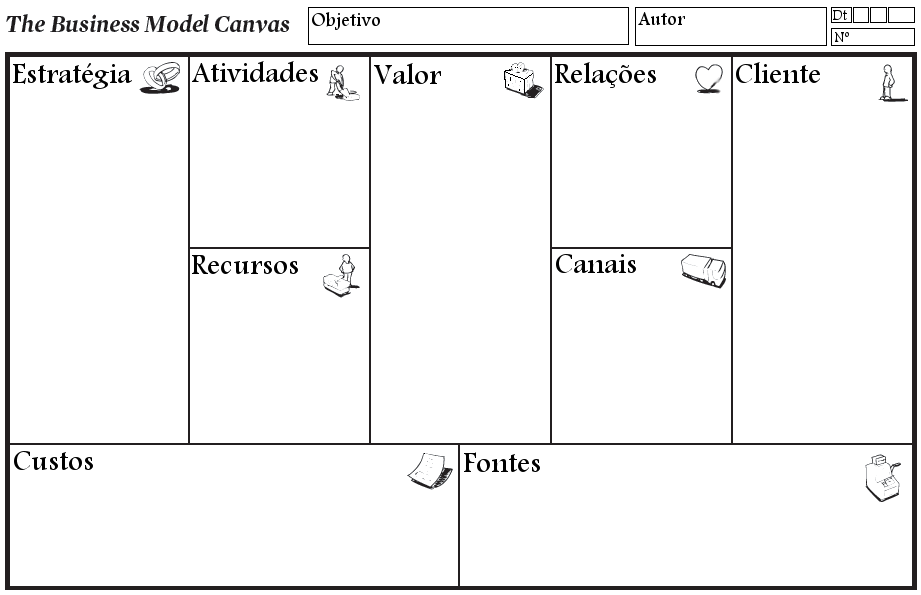 The Business Model Canvas
Objetivo
Autor
Dt
Nº
Estratégia
Atividades
Valor
Relações
Cliente
Recursos
Canais
Custos
Fontes